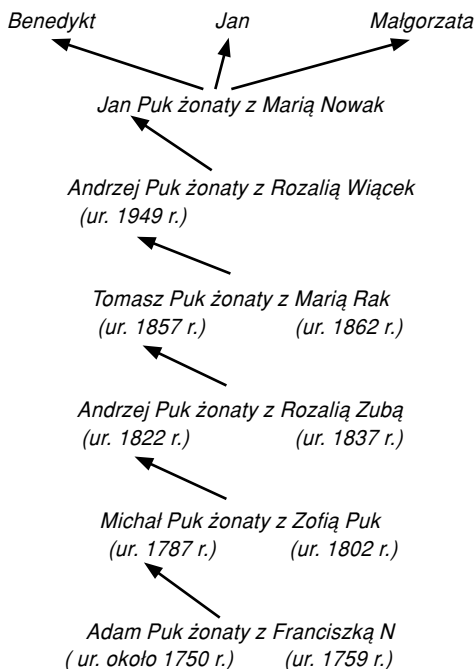 Benedykt Jan Małgorzata
Jan Puk żonaty z Marią Nowak
Andrzej Puk żonaty z Rozalią Wiącek
(ur. 1949 r.)
Tomasz Puk żonaty z Marią Rak
(ur. 1857 r.) (ur. 1862 r.)
Andrzej Puk żonaty z Rozalią Zubą
(ur. 1822 r.) (ur. 1837 r.)
Michał Puk żonaty z Zofią Puk
(ur. 1787 r.) (ur. 1802 r.)
Adam Puk żonaty z Franciszką N
( ur. około 1750 r.) (ur. 1759 r.)